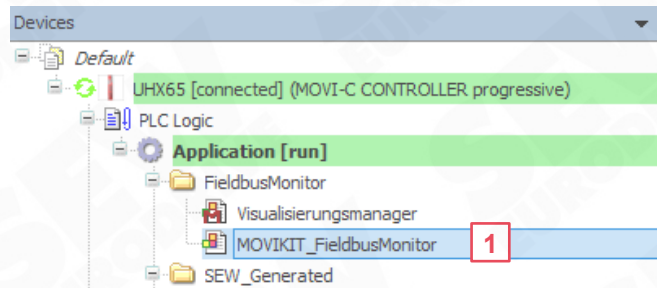 Devices
Default
UHX65 [connected] (MOVI-C CONTROLLER progressive)
PLC Logic
Application [run]
FieldbusMonitor
Visualisierungsmanager
MOVIKIT_FieldbusMonitor 1
SEW_Generated